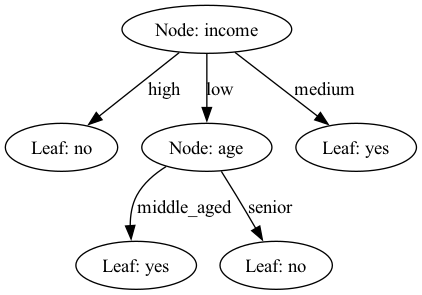 Node: income
high
low
medium
Leaf: no
Node: age
Leaf: yes
middle_aged
senior
Leaf: yes
Leaf: no